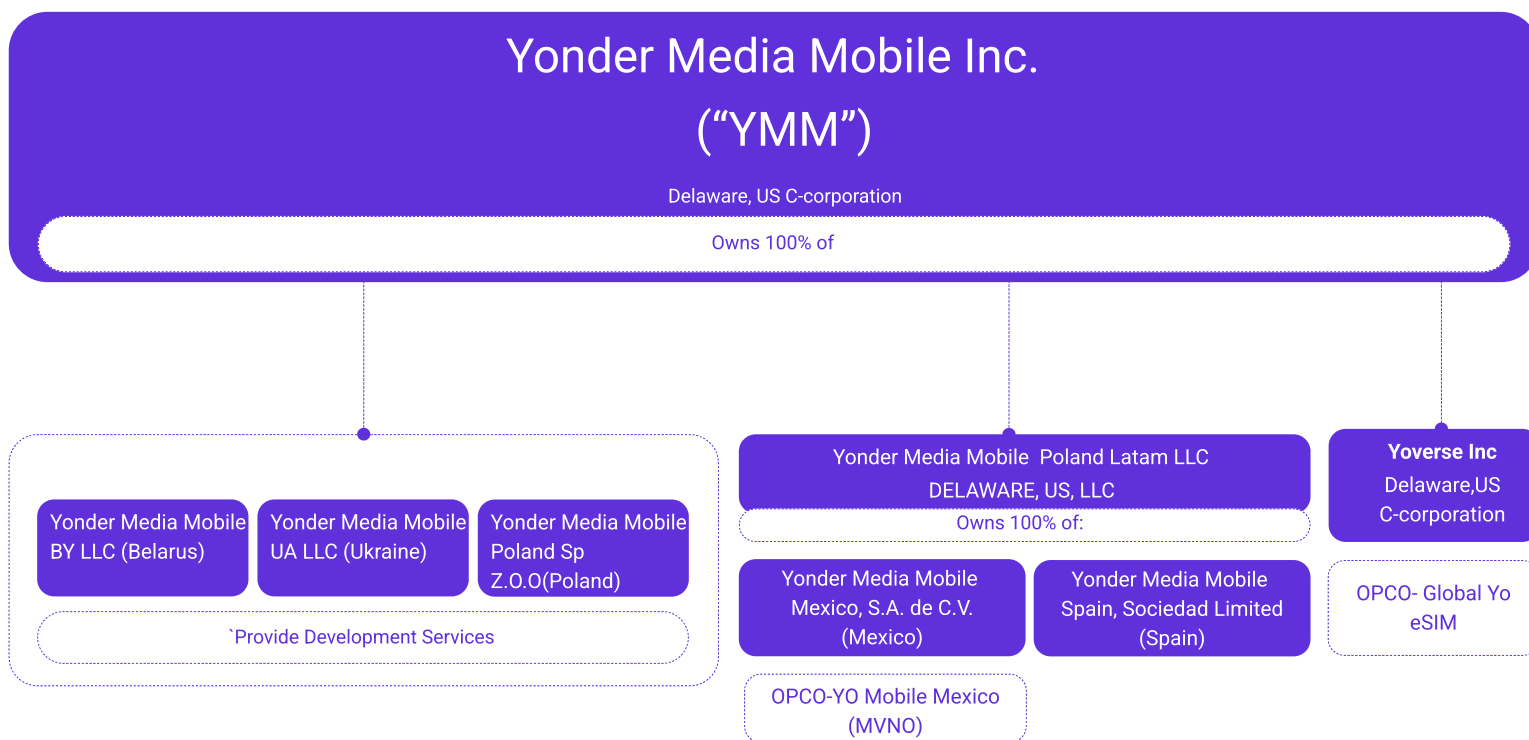 Yonder Media Mobile Inc.
(“YMM”)
Delaware, US C-corporation
Owns 100% of
Yonder Media Mobile
BY LLC (Belarus)
Yonder Media Mobile
UA LLC (Ukraine)
Yonder Media Mobile
Poland Sp
Z.O.O(Poland)
`Provide Development Services
Yonder Media Mobile  Poland Latam LLC
DELAWARE, US, LLC
Owns 100% of:
Yonder Media Mobile
Mexico, S.A. de C.V.
(Mexico)
Yonder Media Mobile
Spain, Sociedad Limited
(Spain)
OPCO-YO Mobile Mexico
(MVNO)
Yoverse Inc
Delaware,US
C-corporation
OPCO- Global Yo
eSIM